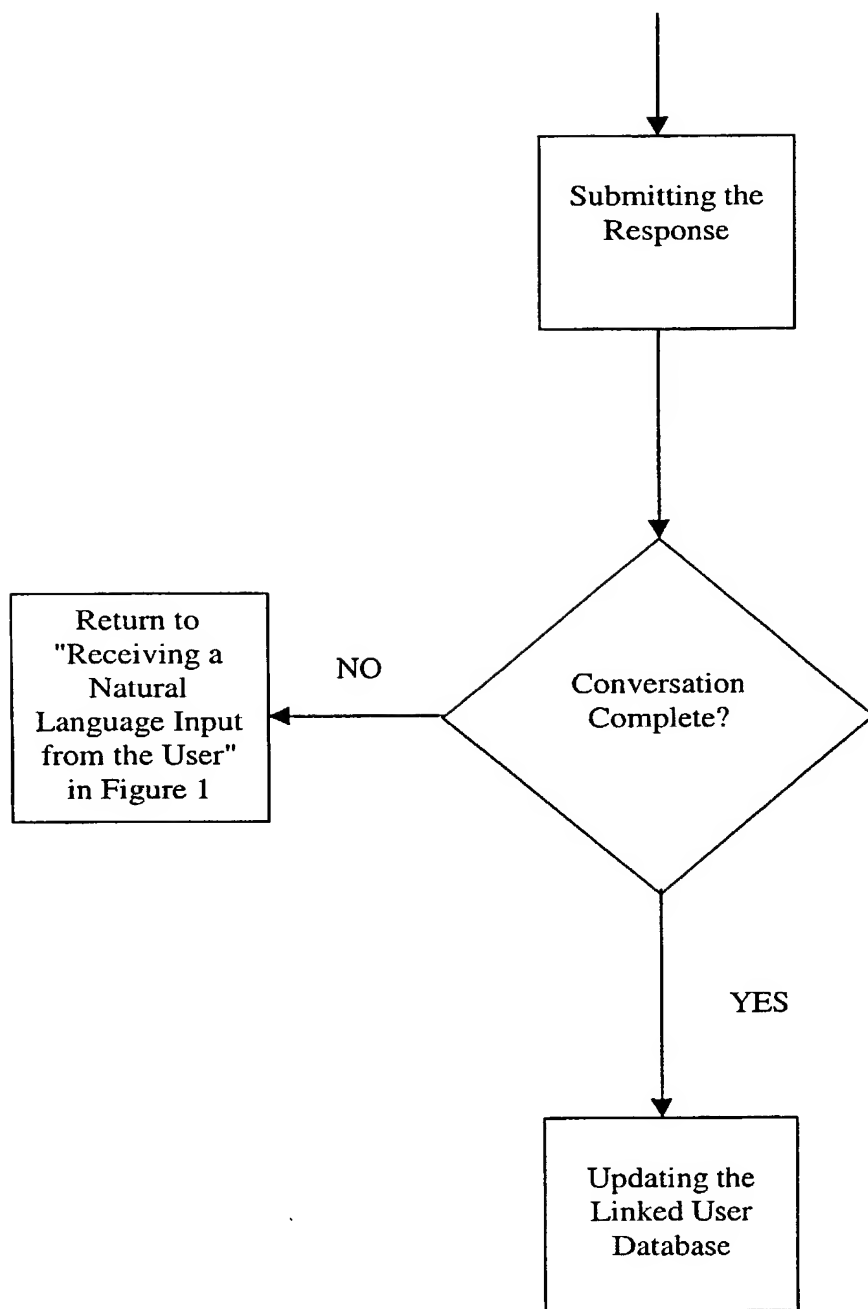 Submitting the
Response
Return to
"Receiving a
Natural
Language Input
from the User"
in Figure 1
NO
Conversation
Complete?
YES
Updating the
Linked User
Database